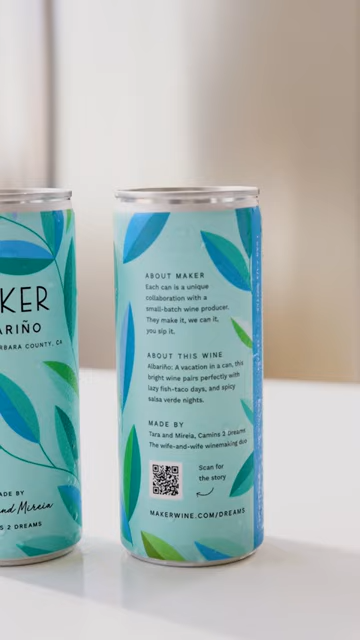 KER
ARIÑO
RBARA COUNTY, CA
ADE BY
and Mireia
S 2 DREAMS
ABOUT MAKER
Each can is a unique
collaboration with a
small-batch wine producer.
They make it, we can it,
you sip it.
ABOUT THIS WINE
Albariño: A vacation in a can, this
bright wine pairs perfectly with
lazy fish-taco days, and spicy
salsa verde nights.
MADE BY
Tara and Mireia, Camins 2 Dreams
The wife-and-wife winemaking duo
Scan for
the story
MAKERWINE.COM/DREAMS